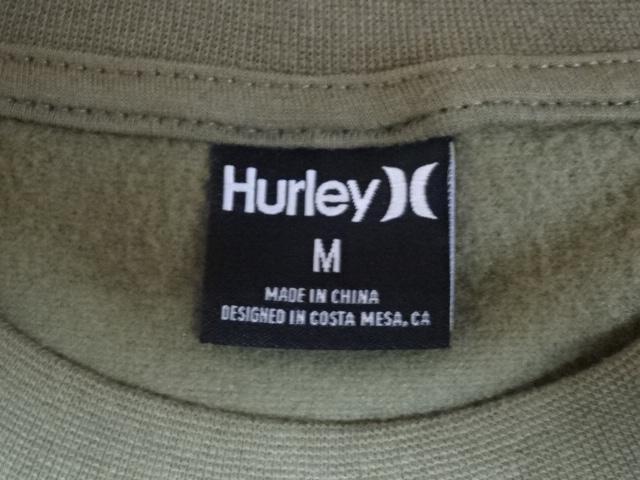 Hurley
M
MADE IN CHINA
DESIGNED IN COSTA MESA, CA